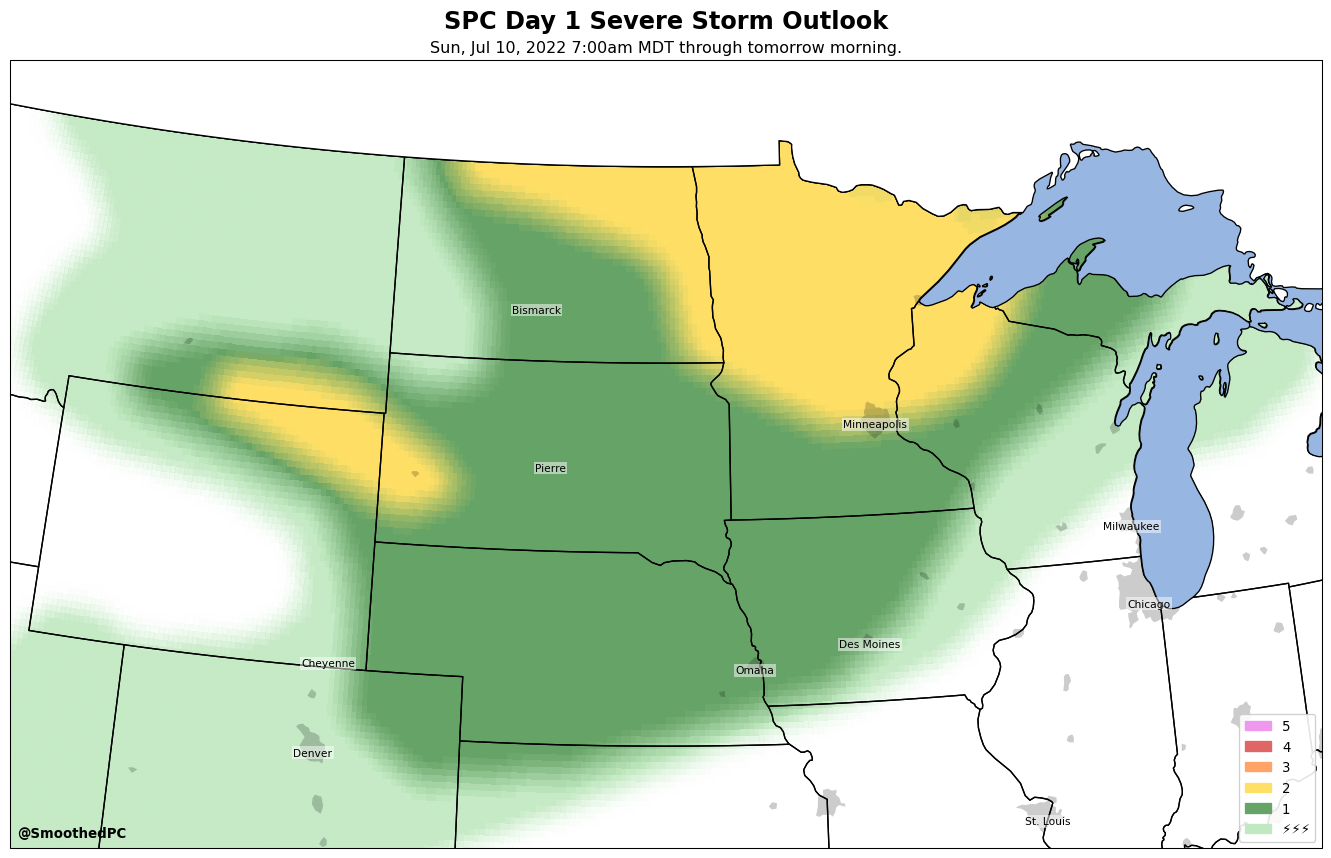 SPC Day 1 Severe Storm Outlook
Sun, Jul 10, 2022 7:00am MDT through tomorrow morning.
Bismarck
Minneapolis
Pierre
Milwaukee
Chicago
Des Moines
Cheyenne
Omaha
Denver
St. Louis
5
4
3
2
1
⚡⚡⚡
@SmoothedPC